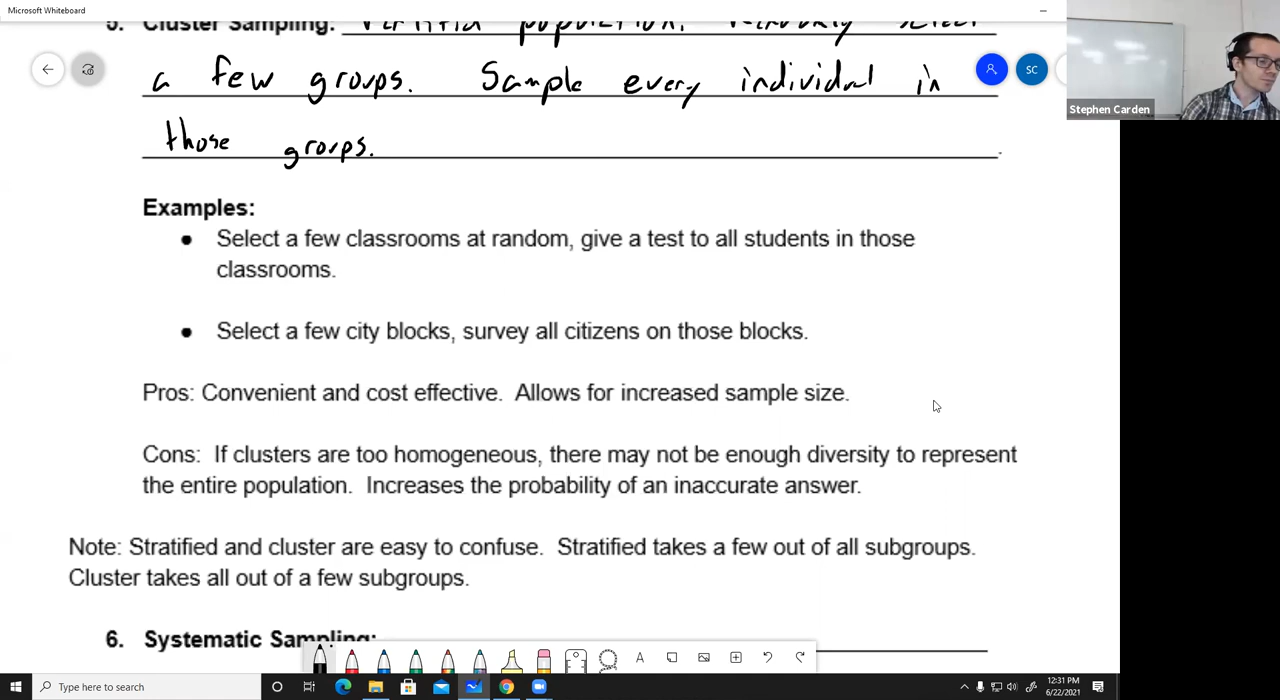 Microsoft Whiteboard
5. Cluster Sampling: population. Randomly select
a few groups. Sample every individual in
those groups.
SC
Stephen Carden
Examples:
● Select a few classrooms at random, give a test to all students in those
classrooms.
● Select a few city blocks, survey all citizens on those blocks.
Pros: Convenient and cost effective. Allows for increased sample size.
Cons: If clusters are too homogeneous, there may not be enough diversity to represent
the entire population. Increases the probability of an inaccurate answer.
Note: Stratified and cluster are easy to confuse. Stratified takes a few out of all subgroups.
Cluster takes all out of a few subgroups.
6. Systematic Sampling:
A
Type here to search
12:31 PM
6/22/2021